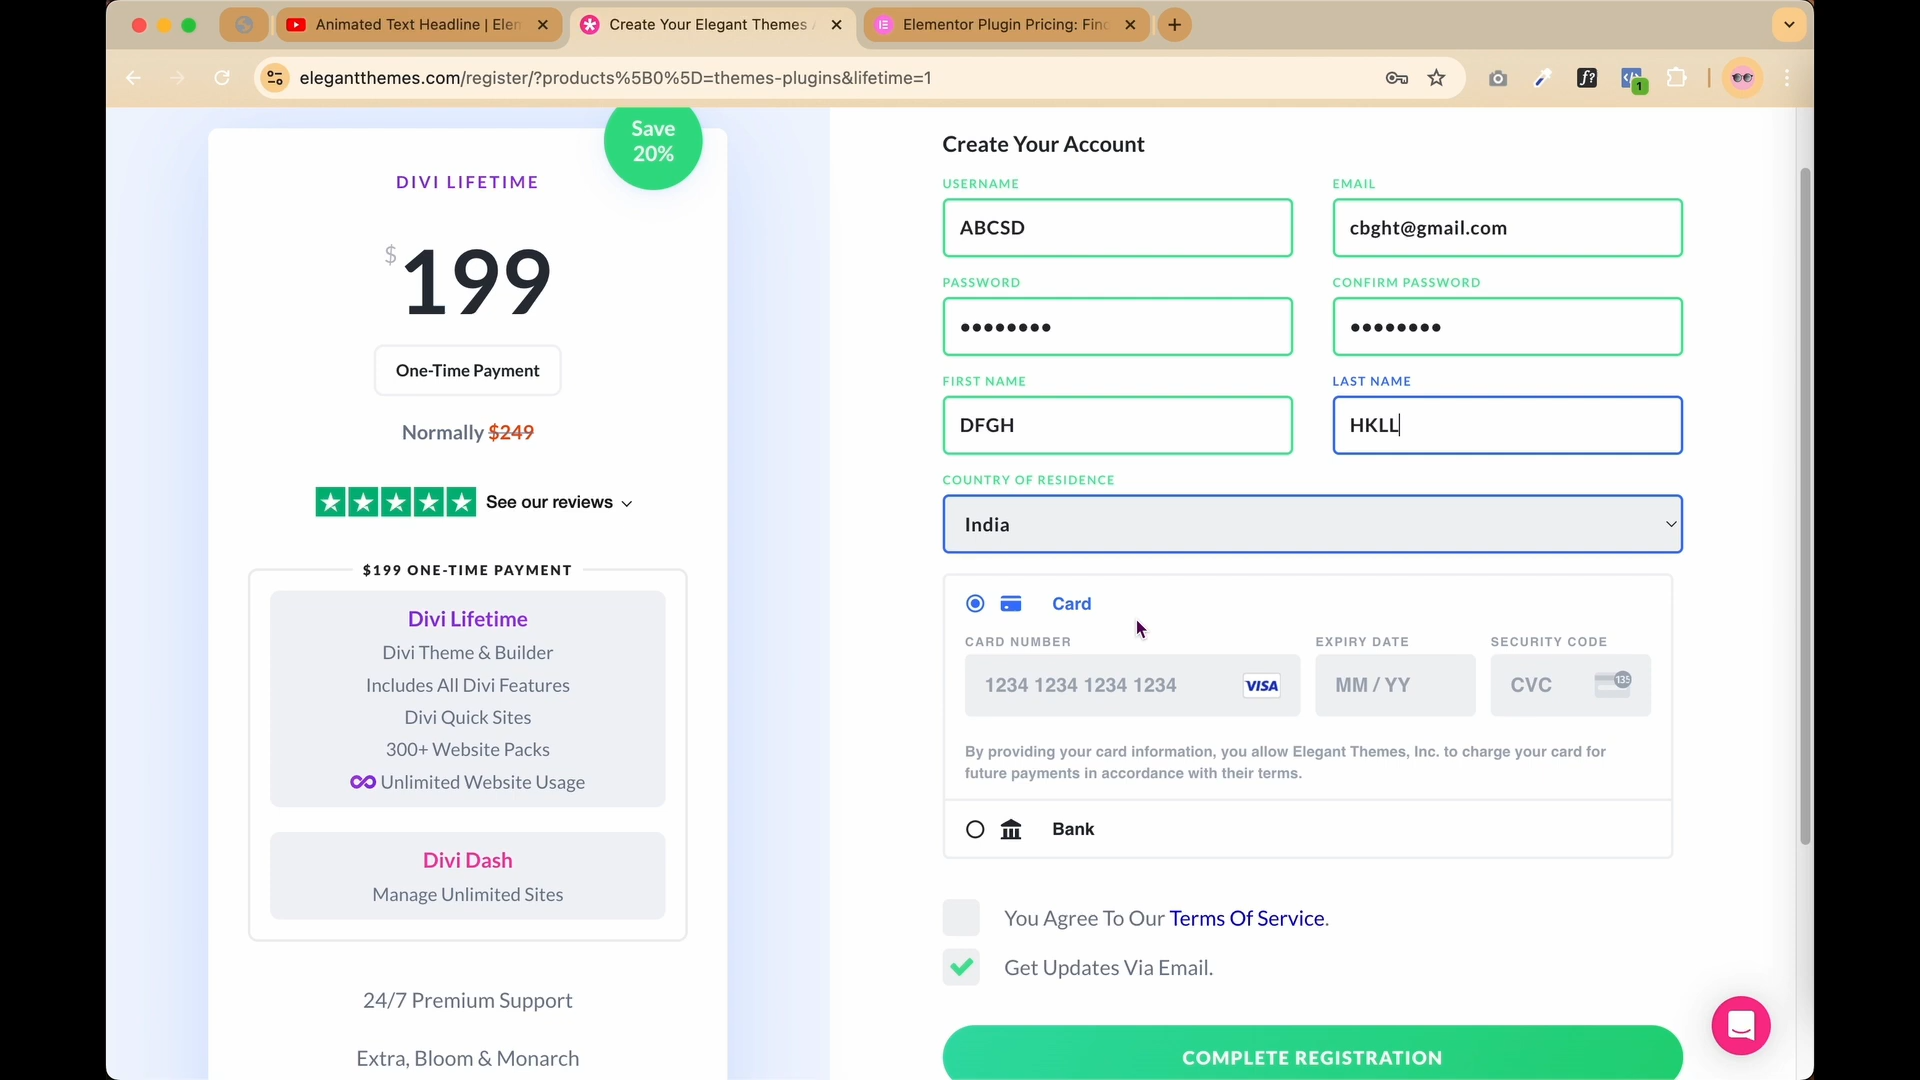 Animated Text Headline | Elen
Create Your Elegant Themes A
Elementor Plugin Pricing: Finc
elegantthemes.com/register/?products%5B0%5D=themes-plugins&lifetime=1
f?
1
Save
20%
DIVI LIFETIME
$199
One-Time Payment
Normally $249
See our reviews
$199 ONE-TIME PAYMENT
Divi Lifetime
Divi Theme & Builder
Includes All Divi Features
Divi Quick Sites
300+ Website Packs
Unlimited Website Usage
Divi Dash
Manage Unlimited Sites
24/7 Premium Support
Extra, Bloom & Monarch
Create Your Account
USERNAME
ABCSD
EMAIL
cbght@gmail.com
PASSWORD
CONFIRM PASSWORD
FIRST NAME
DFGH
LAST NAME
HKLL
COUNTRY OF RESIDENCE
India
Card
CARD NUMBER
1234 1234 1234 1234
VISA
EXPIRY DATE
MM / YY
SECURITY CODE
CVC
135
By providing your card information, you allow Elegant Themes, Inc. to charge your card for
future payments in accordance with their terms.
Bank
You Agree To Our Terms Of Service.
Get Updates Via Email.
COMPLETE REGISTRATION